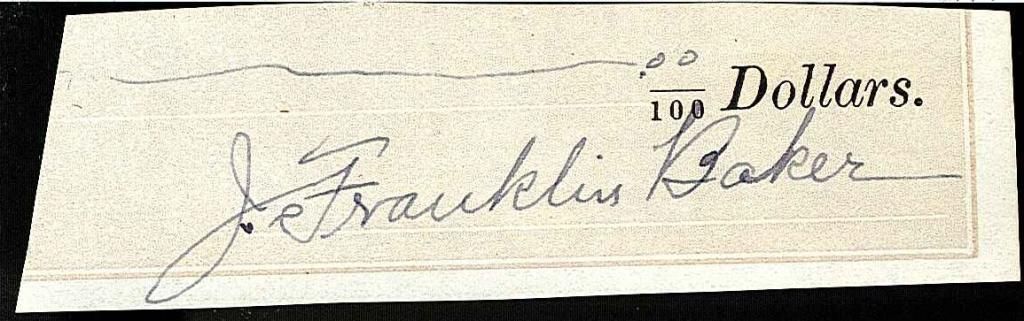 .00
100 Dollars.
J. Franklin Baker